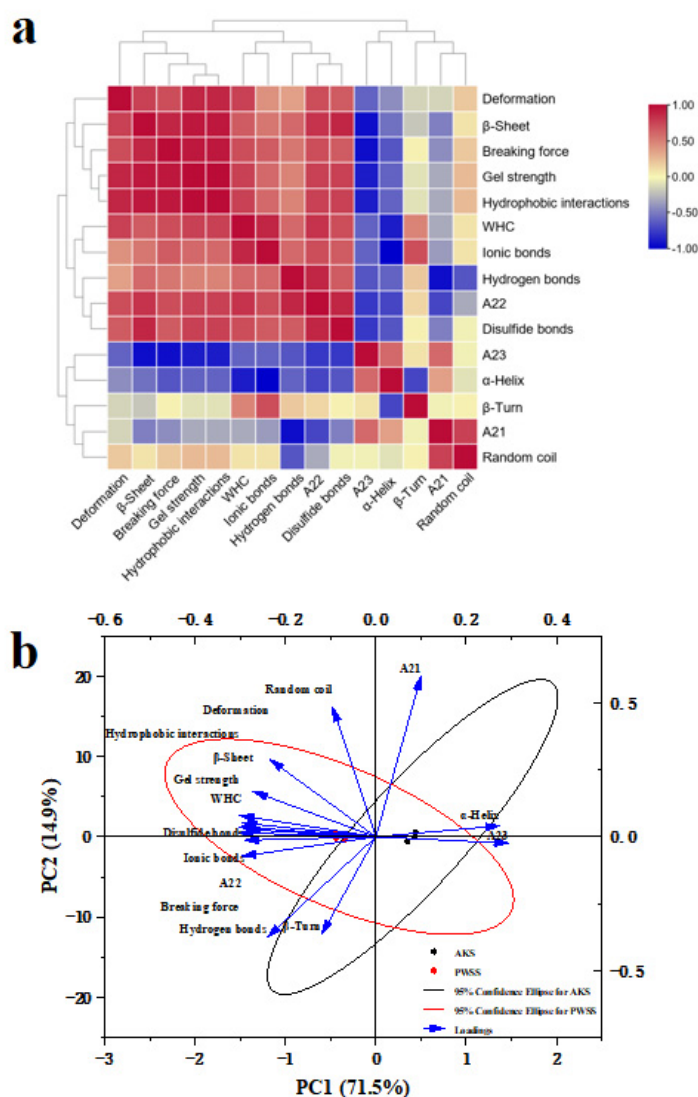 a
Deformation
β-Sheet
Breaking force
Gel strength
Hydrophobic interactions
WHC
Ionic bonds
Hydrogen bonds
A22
Disulfide bonds
A23
α-Helix
β-Turn
A21
Random coil
1.00
0.50
0.00
-0.50
-1.00
Deformation
β-Sheet
Breaking force
Gel strength
Hydrophobic interactions
WHC
Ionic bonds
Hydrogen bonds
A22
Disulfide bonds
A23
α-Helix
β-Turn
A21
Random coil
b
-0.6 -0.4 -0.2 0.0 0.2 0.4
20
10
0
-10
-20
PC2 (14.9%)
0.5
0.0
-0.5
A21
Random coil
Deformation
Hydrophobic interactions
β-Sheet
Gel strength
WHC
α-Helix
Disulfide bonds
A23
Ionic bonds
A22
Breaking force
Hydrogen bonds
β-Turn
AKS
PWSS
95% Confidence Ellipse for AKS
95% Confidence Ellipse for PWSS
Loadings
-3 -2 -1 0 1 2
PC1 (71.5%)